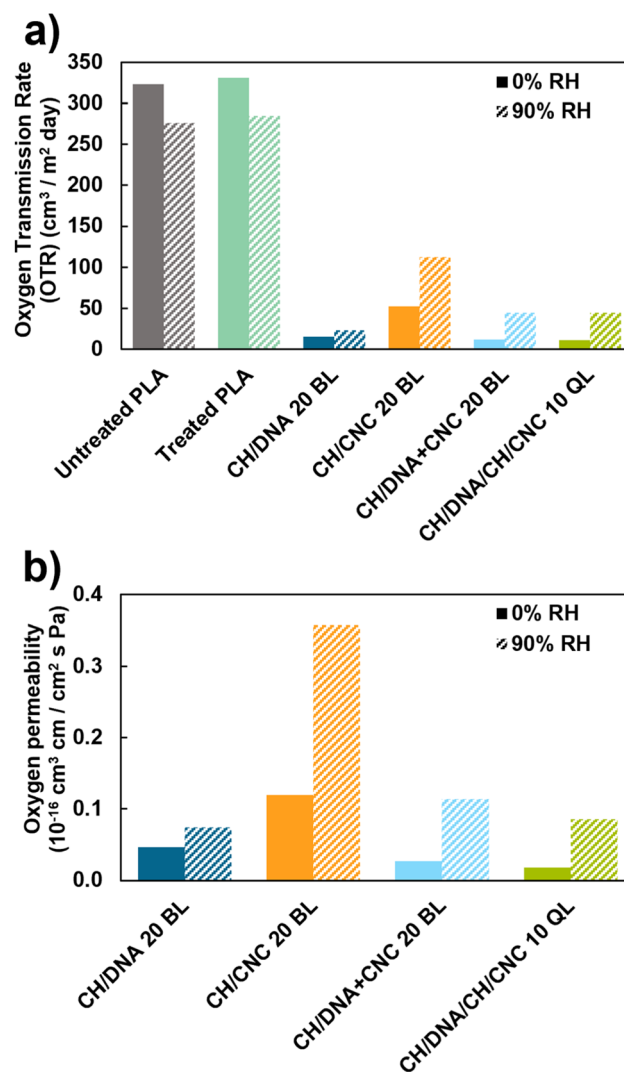 a)
Oxygen Transmission Rate
(OTR) (cm³ / m² day)
350
300
250
200
150
100
50
0
0% RH
90% RH
Untreated PLA
Treated PLA
CH/DNA 20 BL
CH/CNC 20 BL
CH/DNA+CNC 20 BL
CH/DNA/CH/CNC 10 QL
b)
Oxygen permeability
(10⁻¹⁶ cm³ cm / cm² s Pa)
0.4
0.3
0.2
0.1
0.0
0% RH
90% RH
CH/DNA 20 BL
CH/CNC 20 BL
CH/DNA+CNC 20 BL
CH/DNA/CH/CNC 10 QL